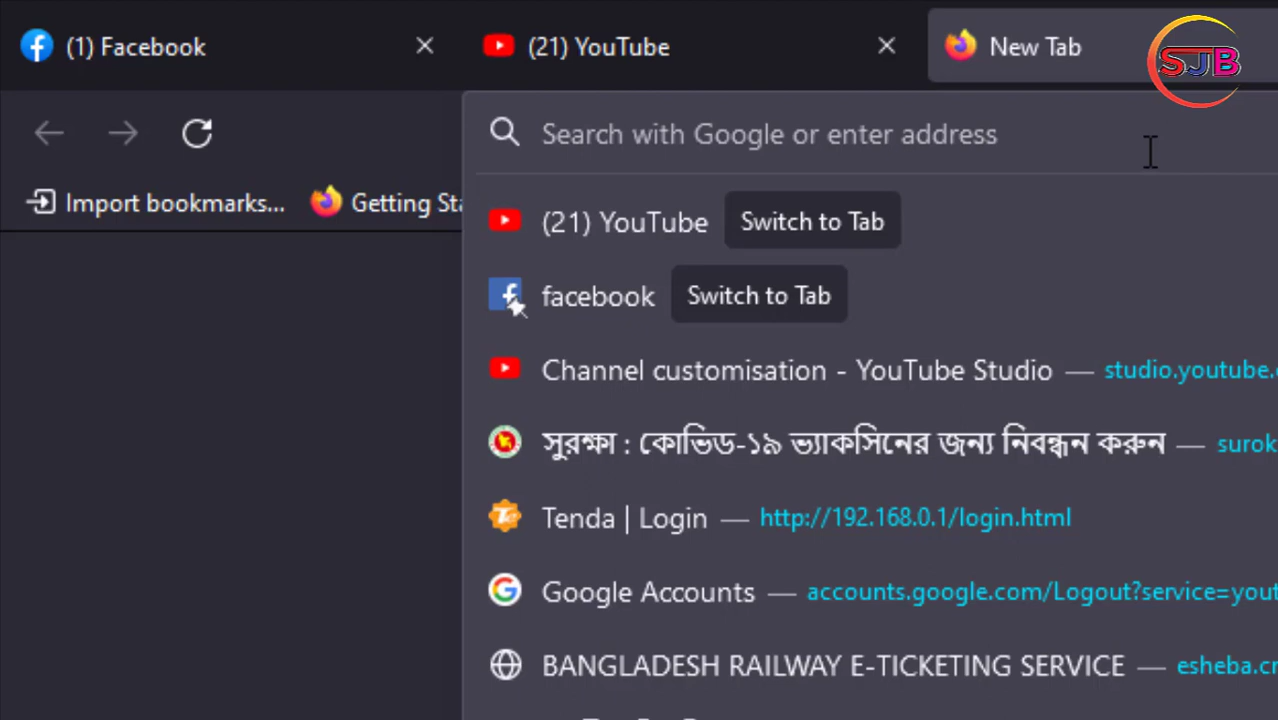 (1) Facebook
(21) YouTube
New Tab
SJB
Search with Google or enter address
Import bookmarks...
Getting Sta
(21) YouTube Switch to Tab
facebook Switch to Tab
Channel customisation - YouTube Studio — studio.youtube.
সুরক্ষা : কোভিড-১৯ ভ্যাকসিনের জন্য নিবন্ধন করুন — surok
Tenda | Login — http://192.168.0.1/login.html
Google Accounts — accounts.google.com/Logout?service=yout
BANGLADESH RAILWAY E-TICKETING SERVICE — esheba.cn